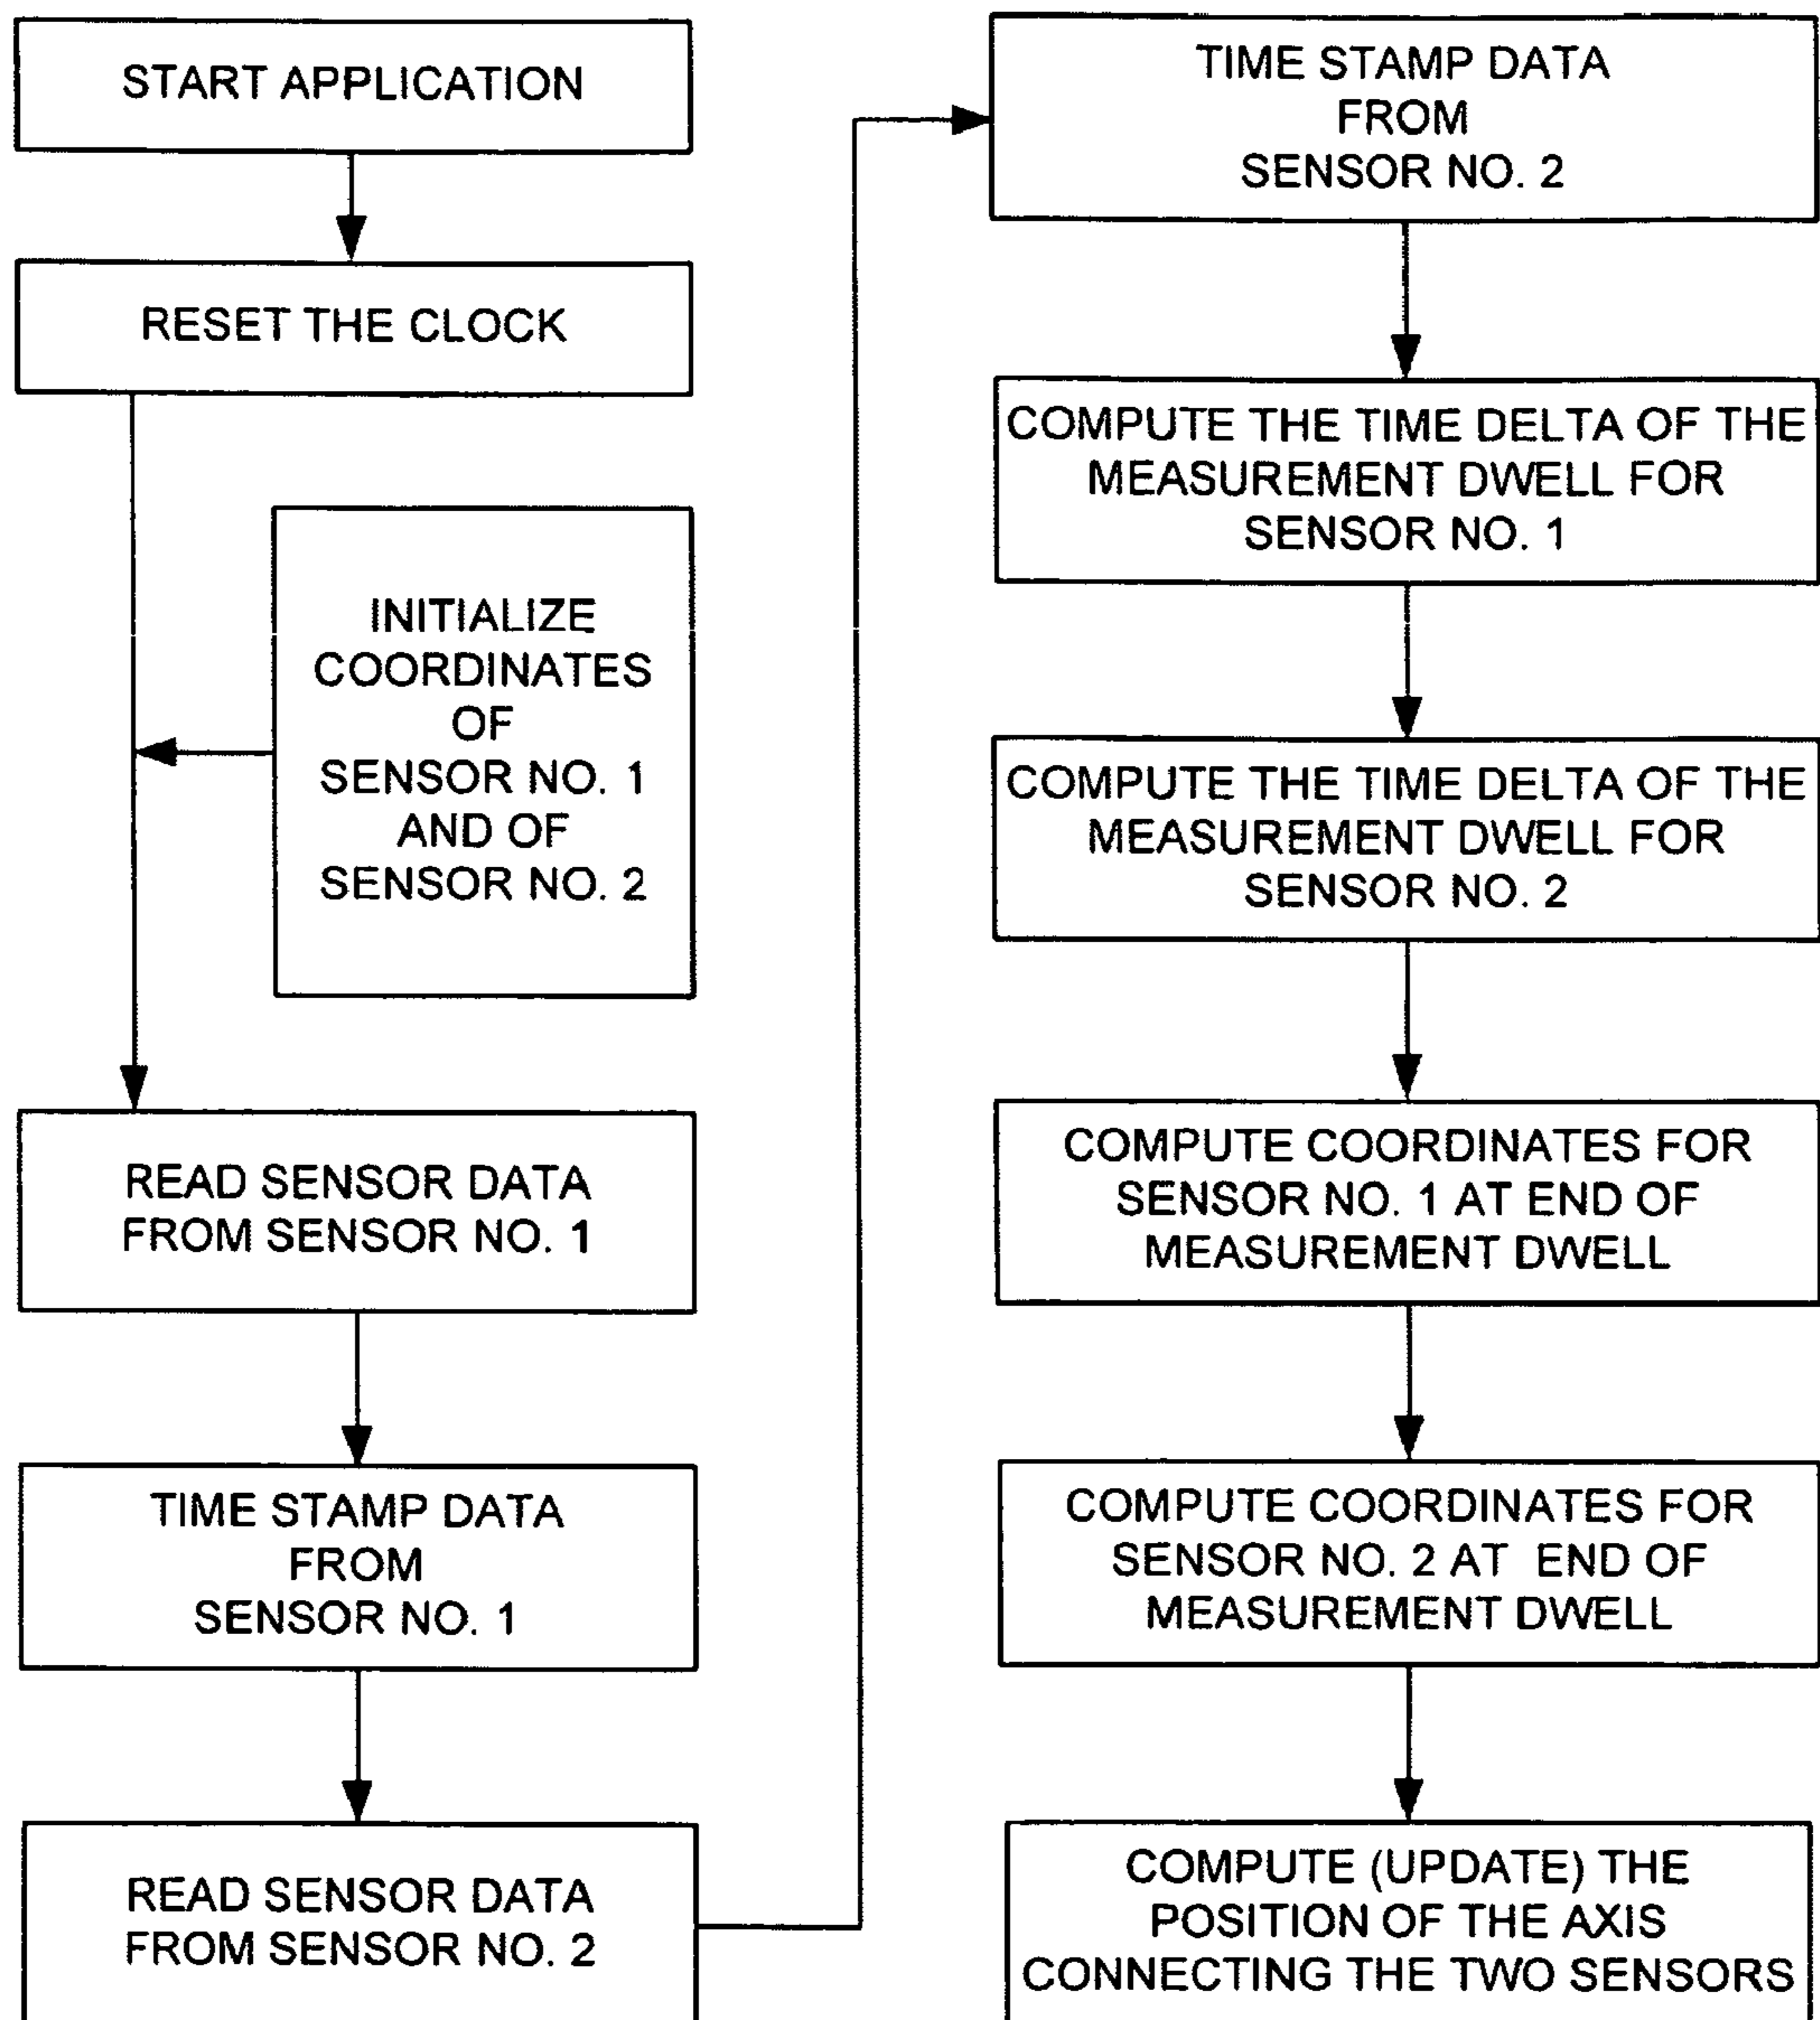 START APPLICATION
RESET THE CLOCK
INITIALIZE
COORDINATES
OF
SENSOR NO. 1
AND OF
SENSOR NO. 2
READ SENSOR DATA
FROM SENSOR NO. 1
TIME STAMP DATA
FROM
SENSOR NO. 1
READ SENSOR DATA
FROM SENSOR NO. 2
TIME STAMP DATA
FROM
SENSOR NO. 2
COMPUTE THE TIME DELTA OF THE
MEASUREMENT DWELL FOR
SENSOR NO. 1
COMPUTE THE TIME DELTA OF THE
MEASUREMENT DWELL FOR
SENSOR NO. 2
COMPUTE COORDINATES FOR
SENSOR NO. 1 AT END OF
MEASUREMENT DWELL
COMPUTE COORDINATES FOR
SENSOR NO. 2 AT END OF
MEASUREMENT DWELL
COMPUTE (UPDATE) THE
POSITION OF THE AXIS
CONNECTING THE TWO SENSORS